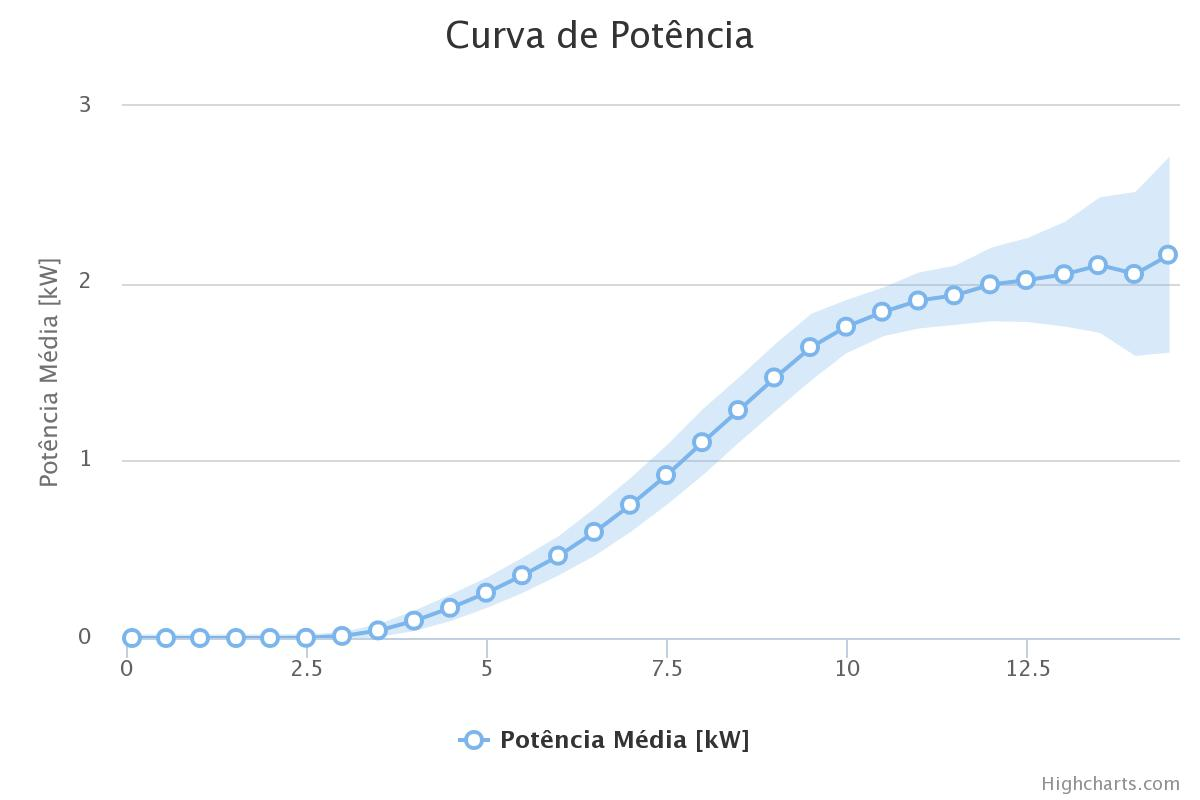 Curva de Potência
3
2
1
0
Potência Média [kW]
0 2.5 5 7.5 10 12.5
Potência Média [kW]
Highcharts.com